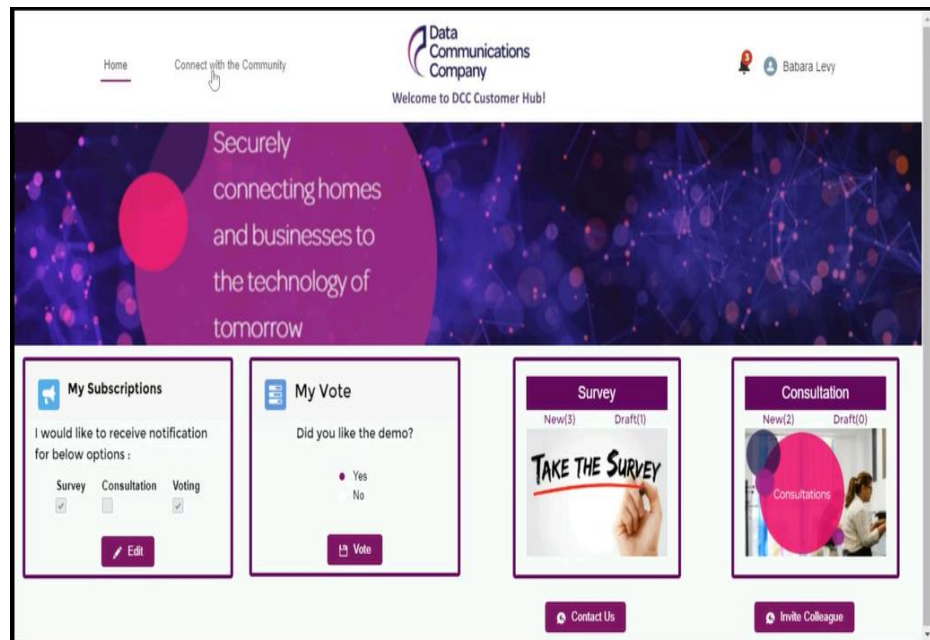 Home
Connect with the Community
Data
Communications
Company
Welcome to DCC Customer Hub!
3
Babara Levy
Securely
connecting homes
and businesses to
the technology of
tomorrow
My Subscriptions
I would like to receive notification
for below options :
Survey Consultation Voting
Edit
My Vote
Did you like the demo?
Yes
No
Vote
Survey
New(3) Draft(1)
TAKE THE SURVEY
Contact Us
Consultation
New(2) Draft(0)
Consultations
Invite Colleague